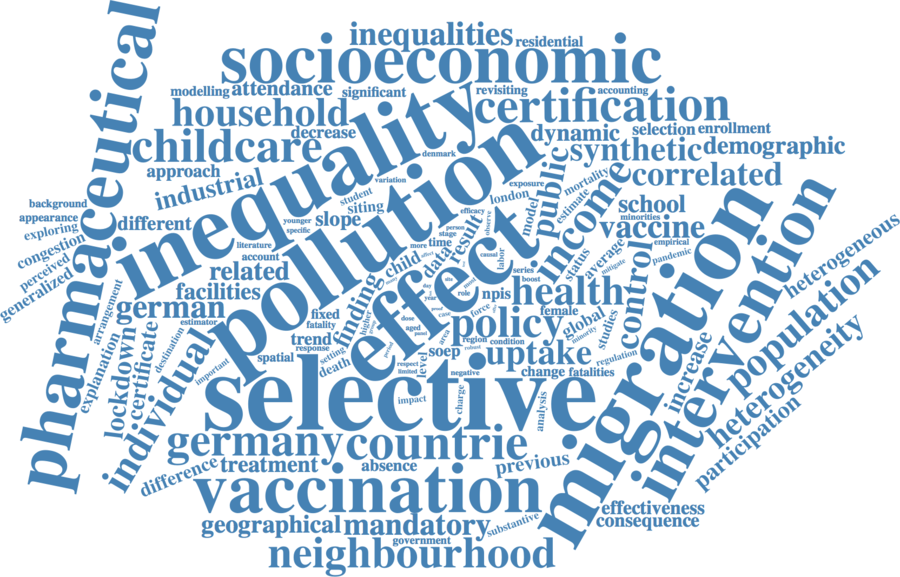 pharmaceutical
inequalities
residential
socioeconomic
modelling
attendance
significant
revisiting
accounting
household
certification
inequality
decrease
dynamic
selection
enrollment
childcare
denmark
synthetic
demographic
approach
variation
pollution
public
mortality
correlated
industrial
student
exposure
income
estimate
background
younger
siting
london
school
appearance
different
specific
slope
efficacy
model
minorities
exploring
person
observe
vaccine
congestion
literature
stage
result
effect
status
average
empirical
perceived
account
more
time
causal
labor
control
pandemic
generalized
related
child
data
affect
series
mitigate
migration
intervention
heterogeneous
facilities
finding
day
year
role
boost
npis
health
arrangement
german
fixed
higher
group
dose
case
force
female
population
estimator
fatality
aged
policy
global
minority
lockdown
certificate
trend
panel
area
region
condition
studies
explanation
destination
individual
response
period
robust
heterogeneity
spatial
setting
soep
uptake
regulation
important
death
level
respect
limited
negative
change
fatalities
increase
selective
impact
charge
analysis
participation
germany
countrie
difference
treatment
absence
previous
vaccination
effectiveness
geographical
mandatory
substantive
consequence
government
neighbourhood